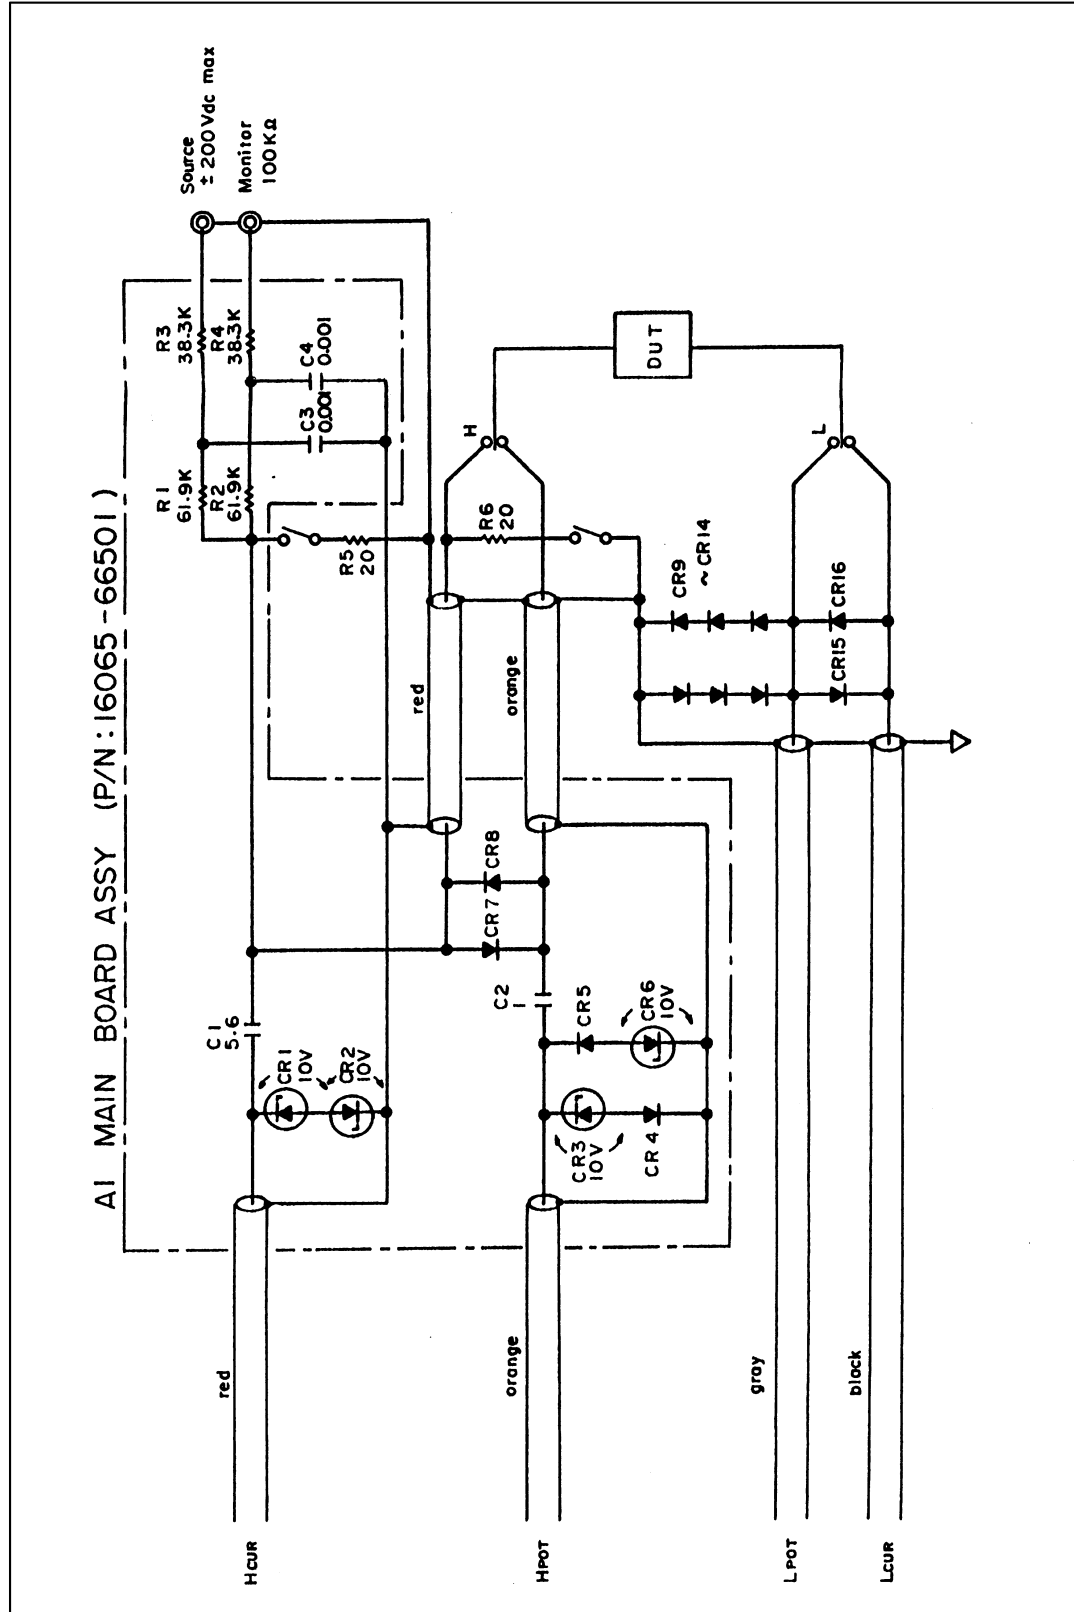 A1 MAIN BOARD ASSY (P/N:16065-66501)
Source
±200Vdc max
Monitor
100KΩ
R3
38.3K
R4
38.3K
R1
61.9K
R2
61.9K
C3
0.001
C4
0.001
R5
20
C1
5.6
CR1
10V
CR2
10V
red
H
R6
20
DUT
red
CR8
CR7
orange
C2
1
CR5
CR6
10V
CR3
10V
CR4
CR9
~CR14
L
CR16
CR15
orange
gray
black
HCUR
HPOT
LPOT
LCUR